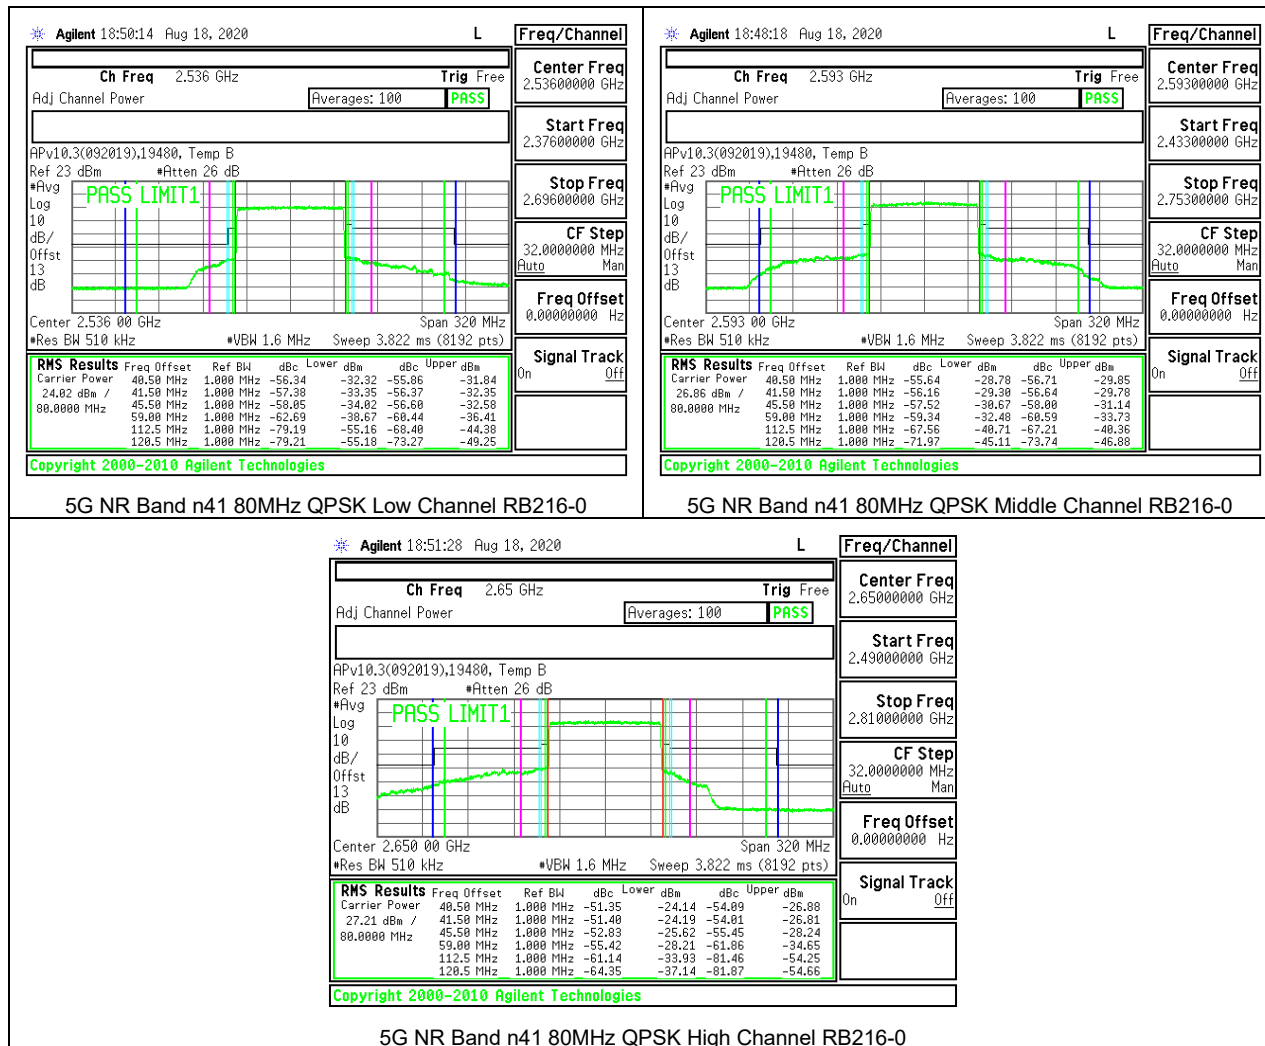 Agilent 18:50:14 Aug 18, 2020 L Freq/Channel
Ch Freq 2.536 GHz Trig Free
Adj Channel Power Averages: 100 PASS
APv10.3(092019),19480, Temp B
Ref 23 dBm #Atten 26 dB
#Avg
Log
10
dB/
Offst
13
dB
PASS LIMIT1
Center 2.536 00 GHz Span 320 MHz
#Res BW 510 kHz #VBW 1.6 MHz Sweep 3.822 ms (8192 pts)
RMS Results Freq Offset Ref BW dBc Lower dBm dBc Upper dBm
Carrier Power 40.50 MHz 1.000 MHz -56.34 -32.32 -55.86 -31.84
24.02 dBm / 41.50 MHz 1.000 MHz -57.38 -33.35 -56.37 -32.35
80.0000 MHz 45.50 MHz 1.000 MHz -58.05 -34.02 -56.60 -32.58
59.00 MHz 1.000 MHz -62.69 -38.67 -60.44 -36.41
112.5 MHz 1.000 MHz -79.19 -55.16 -68.40 -44.38
120.5 MHz 1.000 MHz -79.21 -55.18 -73.27 -49.25
Copyright 2000-2010 Agilent Technologies
Center Freq
2.53600000 GHz
Start Freq
2.37600000 GHz
Stop Freq
2.69600000 GHz
CF Step
32.0000000 MHz
Auto Man
Freq Offset
0.00000000 Hz
Signal Track
On Off
5G NR Band n41 80MHz QPSK Low Channel RB216-0
Agilent 18:48:18 Aug 18, 2020 L Freq/Channel
Ch Freq 2.593 GHz Trig Free
Adj Channel Power Averages: 100 PASS
APv10.3(092019),19480, Temp B
Ref 23 dBm #Atten 26 dB
#Avg
Log
10
dB/
Offst
13
dB
PASS LIMIT1
Center 2.593 00 GHz Span 320 MHz
#Res BW 510 kHz #VBW 1.6 MHz Sweep 3.822 ms (8192 pts)
RMS Results Freq Offset Ref BW dBc Lower dBm dBc Upper dBm
Carrier Power 40.50 MHz 1.000 MHz -55.64 -28.78 -56.71 -29.85
26.86 dBm / 41.50 MHz 1.000 MHz -56.16 -29.30 -56.64 -29.78
80.0000 MHz 45.50 MHz 1.000 MHz -57.52 -30.67 -58.00 -31.14
59.00 MHz 1.000 MHz -59.34 -32.48 -60.59 -33.73
112.5 MHz 1.000 MHz -67.56 -40.71 -67.21 -40.36
120.5 MHz 1.000 MHz -71.97 -45.11 -73.74 -46.88
Copyright 2000-2010 Agilent Technologies
Center Freq
2.59300000 GHz
Start Freq
2.43300000 GHz
Stop Freq
2.75300000 GHz
CF Step
32.0000000 MHz
Auto Man
Freq Offset
0.00000000 Hz
Signal Track
On Off
5G NR Band n41 80MHz QPSK Middle Channel RB216-0
Agilent 18:51:28 Aug 18, 2020 L Freq/Channel
Ch Freq 2.65 GHz Trig Free
Adj Channel Power Averages: 100 PASS
APv10.3(092019),19480, Temp B
Ref 23 dBm #Atten 26 dB
#Avg
Log
10
dB/
Offst
13
dB
PASS LIMIT1
Center 2.650 00 GHz Span 320 MHz
#Res BW 510 kHz #VBW 1.6 MHz Sweep 3.822 ms (8192 pts)
RMS Results Freq Offset Ref BW dBc Lower dBm dBc Upper dBm
Carrier Power 40.50 MHz 1.000 MHz -51.35 -24.14 -54.09 -26.88
27.21 dBm / 41.50 MHz 1.000 MHz -51.40 -24.19 -54.01 -26.81
80.0000 MHz 45.50 MHz 1.000 MHz -52.83 -25.62 -55.45 -28.24
59.00 MHz 1.000 MHz -55.42 -28.21 -61.86 -34.65
112.5 MHz 1.000 MHz -61.14 -33.93 -81.46 -54.25
120.5 MHz 1.000 MHz -64.35 -37.14 -81.87 -54.66
Copyright 2000-2010 Agilent Technologies
Center Freq
2.65000000 GHz
Start Freq
2.49000000 GHz
Stop Freq
2.81000000 GHz
CF Step
32.0000000 MHz
Auto Man
Freq Offset
0.00000000 Hz
Signal Track
On Off
5G NR Band n41 80MHz QPSK High Channel RB216-0